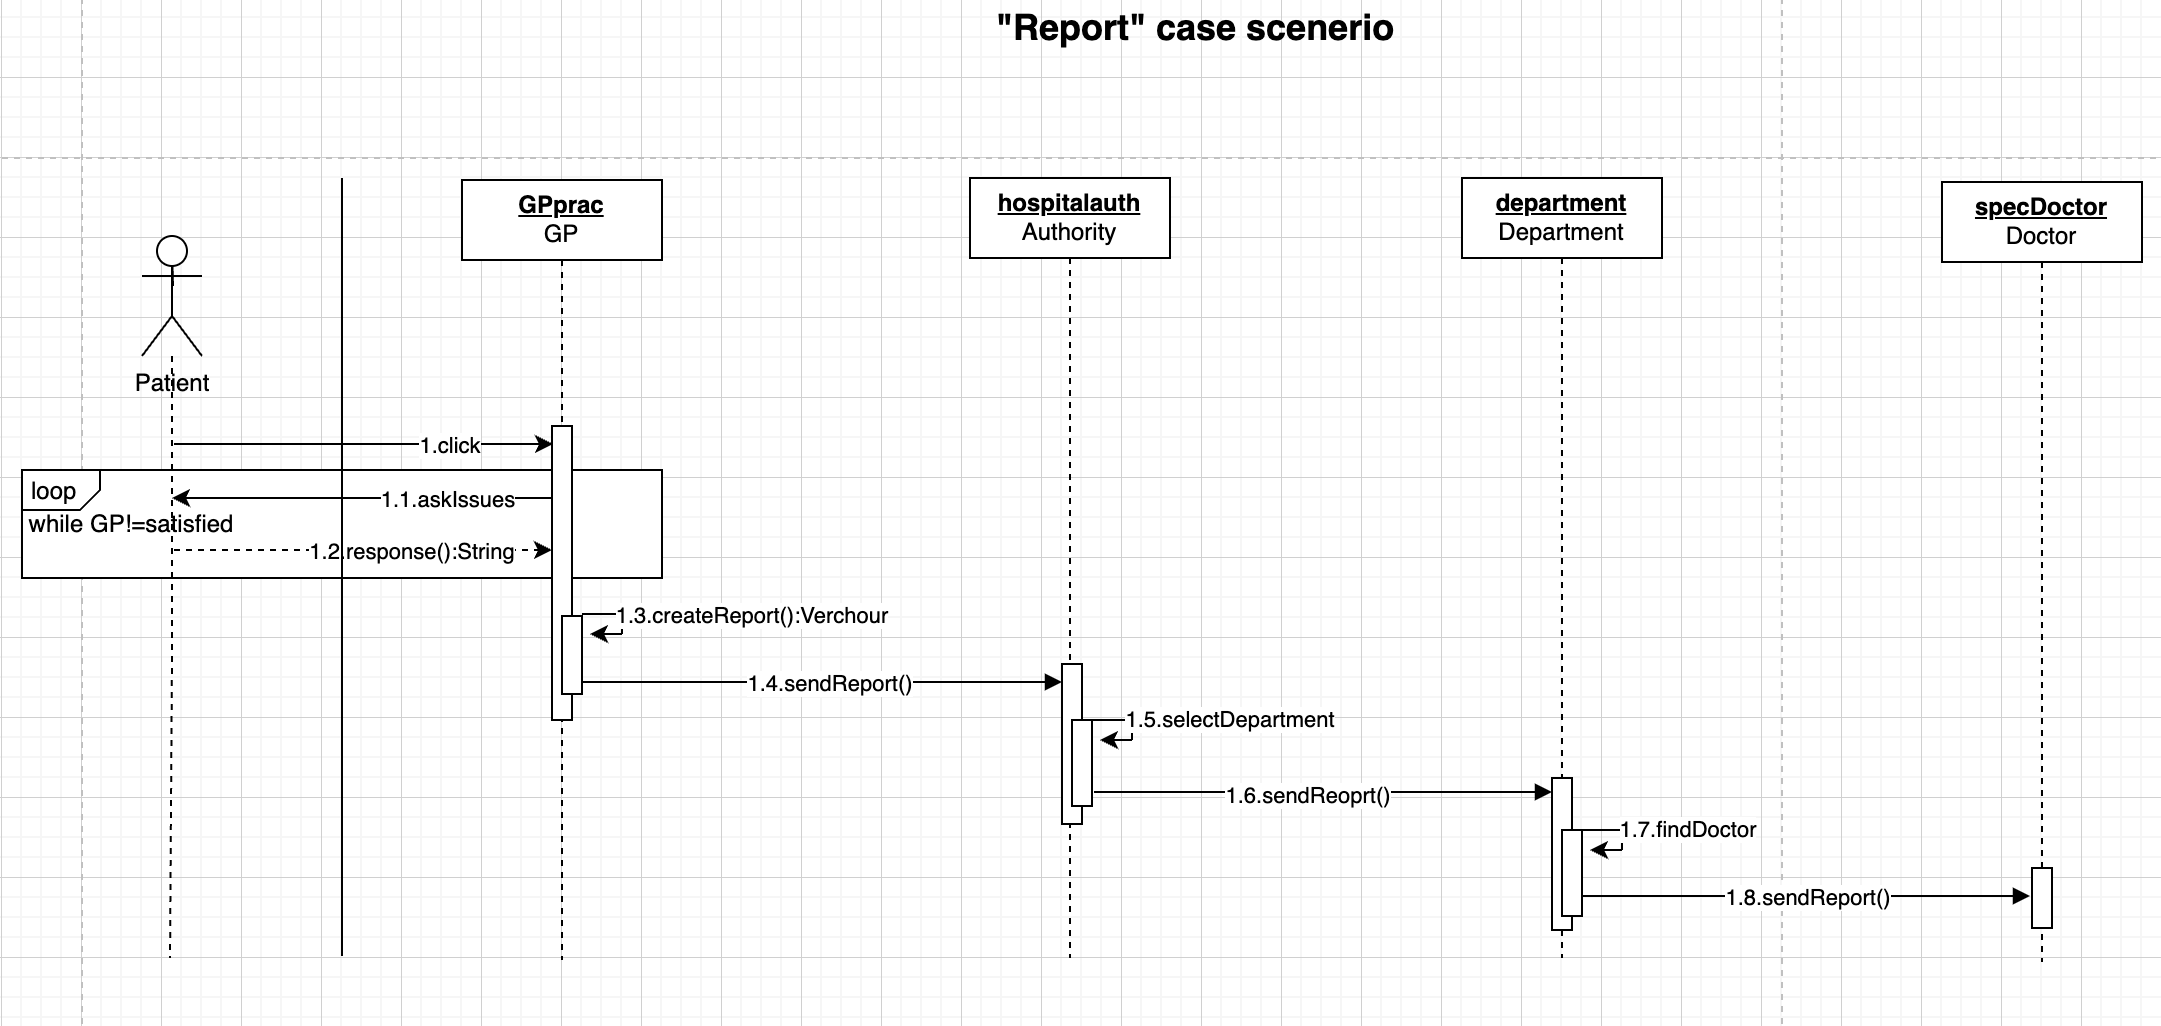 "Report" case scenerio
GPprac
GP
hospitalauth
Authority
department
Department
specDoctor
Doctor
Patient
1.click
loop
1.1.askIssues
while GP!=satisfied
1.2.response():String
1.3.createReport():Verchour
1.4.sendReport()
1.5.selectDepartment
1.6.sendReoprt()
1.7.findDoctor
1.8.sendReport()